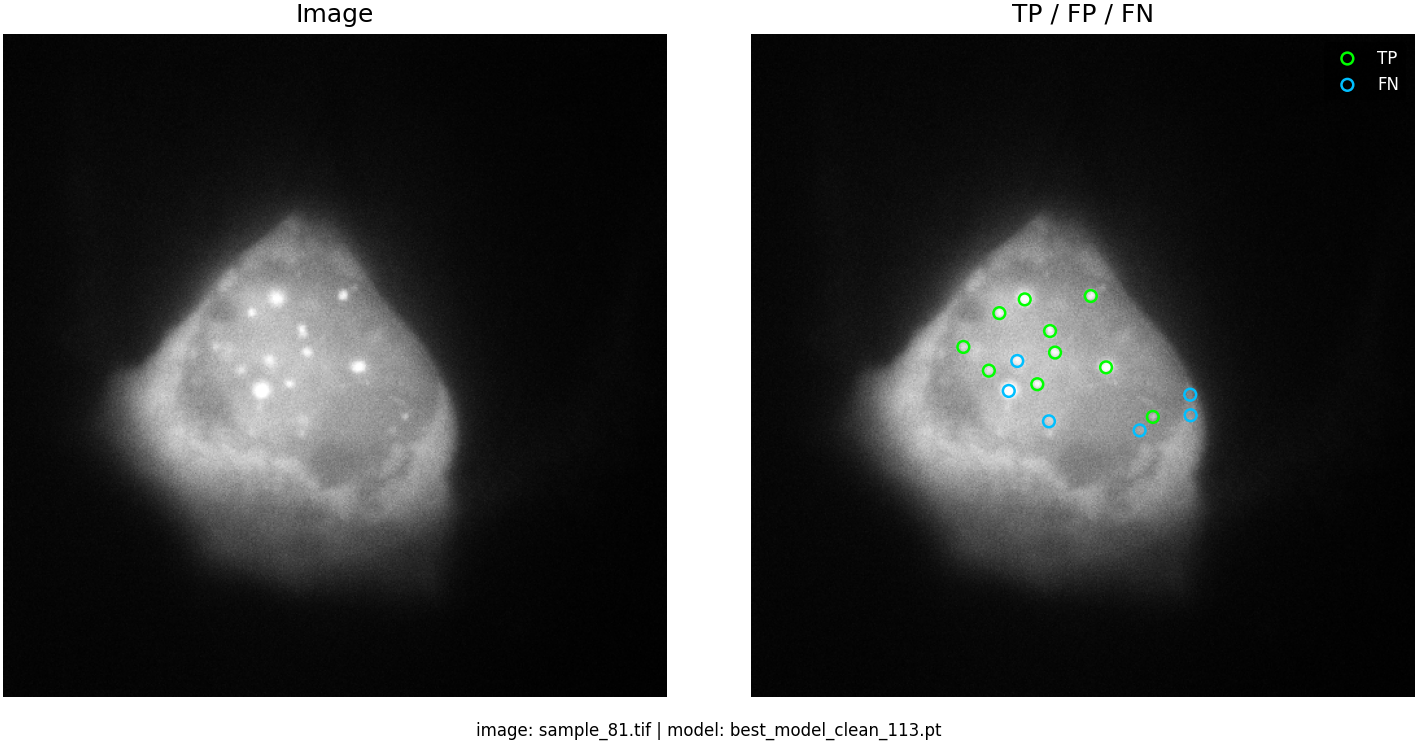 Image
TP / FP / FN
TP
FN
image: sample_81.tif | model: best_model_clean_113.pt